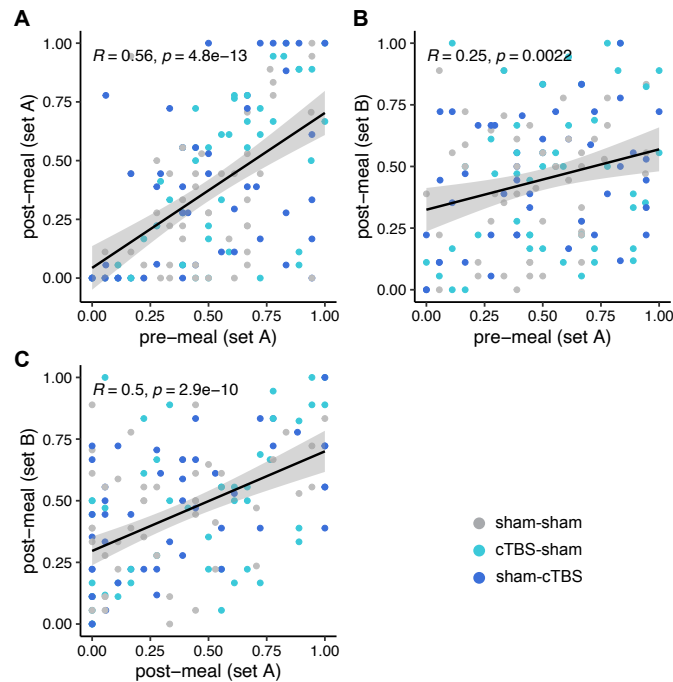 A
R = 0.56, p = 4.8e−13
post−meal (set A)
1.00
0.75
0.50
0.25
0.00
0.00 0.25 0.50 0.75 1.00
pre−meal (set A)
B
R = 0.25, p = 0.0022
post−meal (set B)
1.00
0.75
0.50
0.25
0.00
0.00 0.25 0.50 0.75 1.00
pre−meal (set A)
C
R = 0.5, p = 2.9e−10
post−meal (set B)
1.00
0.75
0.50
0.25
0.00
0.00 0.25 0.50 0.75 1.00
post−meal (set A)
sham-sham
cTBS-sham
sham-cTBS